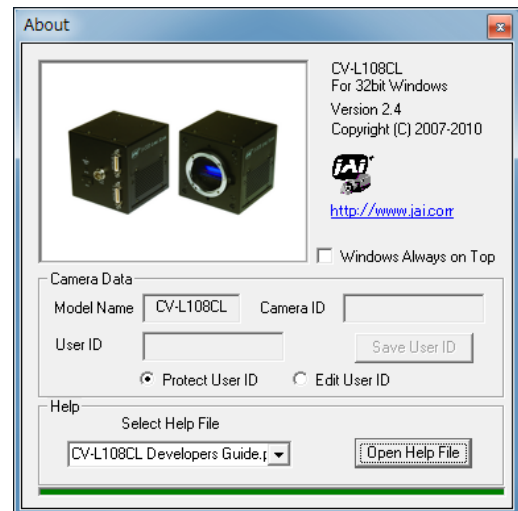 About
CV-L108CL
For 32bit Windows
Version 2.4
Copyright (C) 2007-2010
JAI
http://www.jai.com
Windows Always on Top
Camera Data
Model Name CV-L108CL Camera ID
User ID Save User ID
Protect User ID Edit User ID
Help
Select Help File
CV-L108CL Developers Guide.p Open Help File